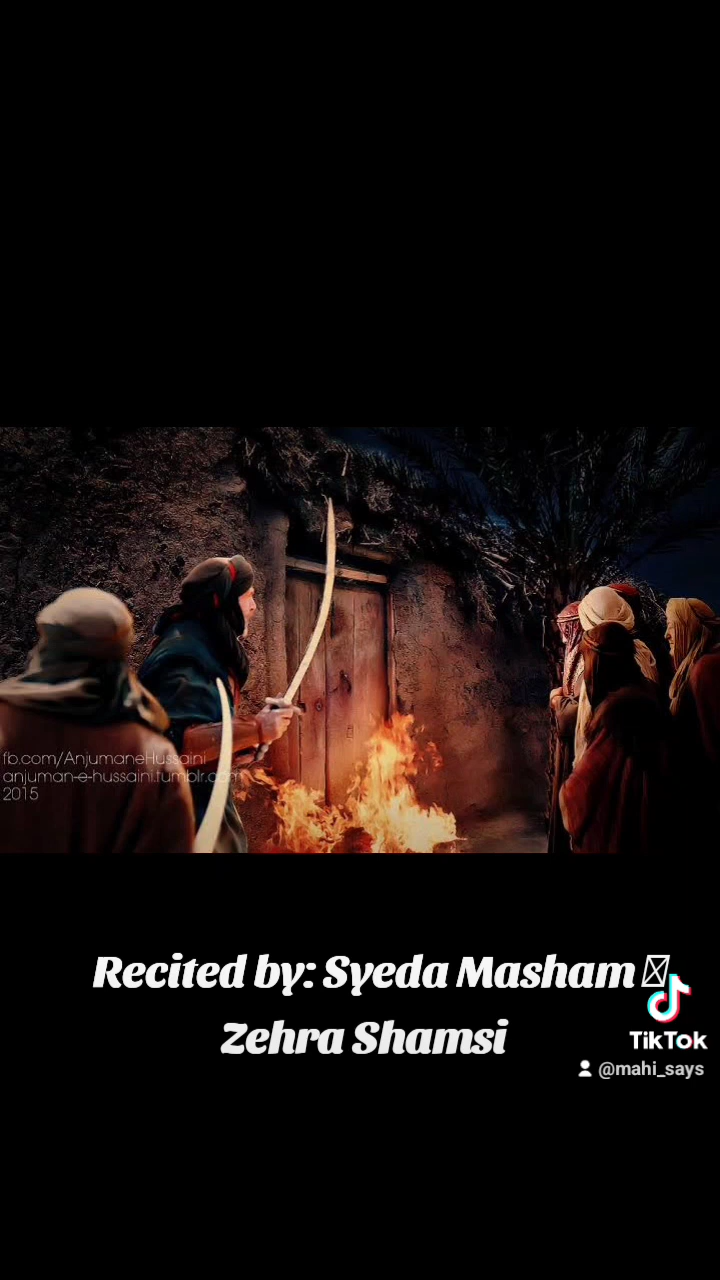 fb.com/AnjumaneHussaini
anjuman-e-hussaini.tumblr.com
2015
Recited by: Syeda Masham
Zehra Shamsi
TikTok
@mahi_says